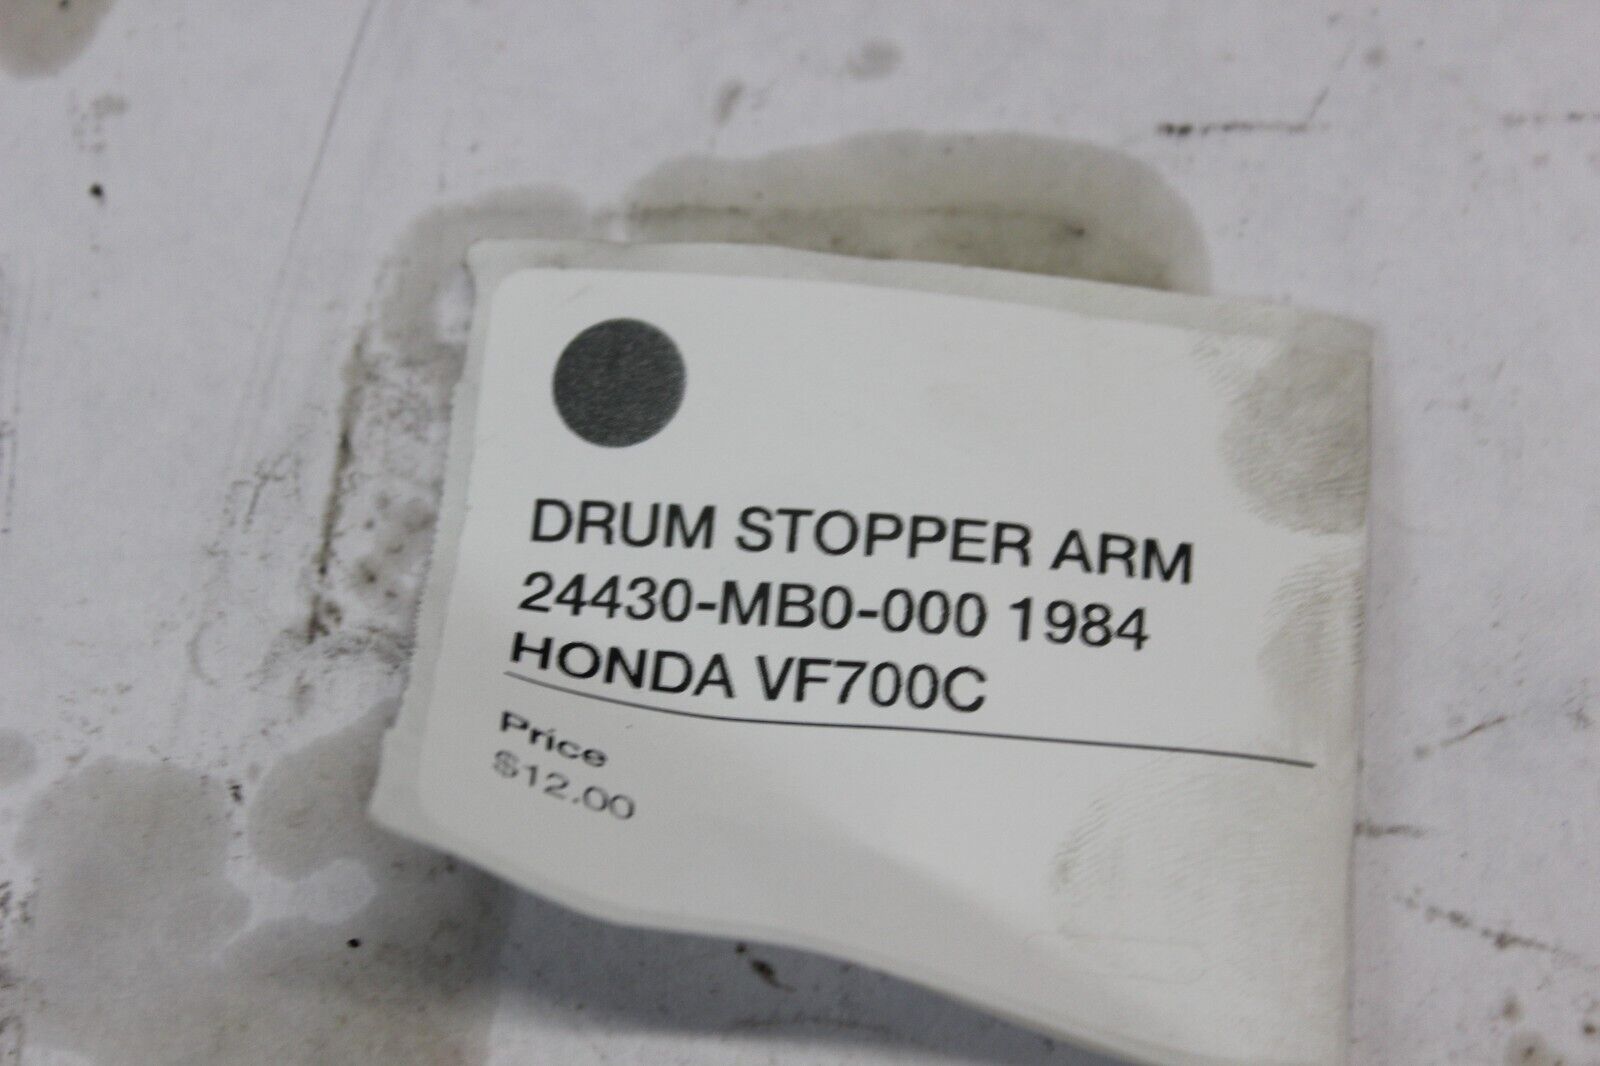 DRUM STOPPER ARM
24430-MB0-000 1984
HONDA VF700C
Price
$12.00